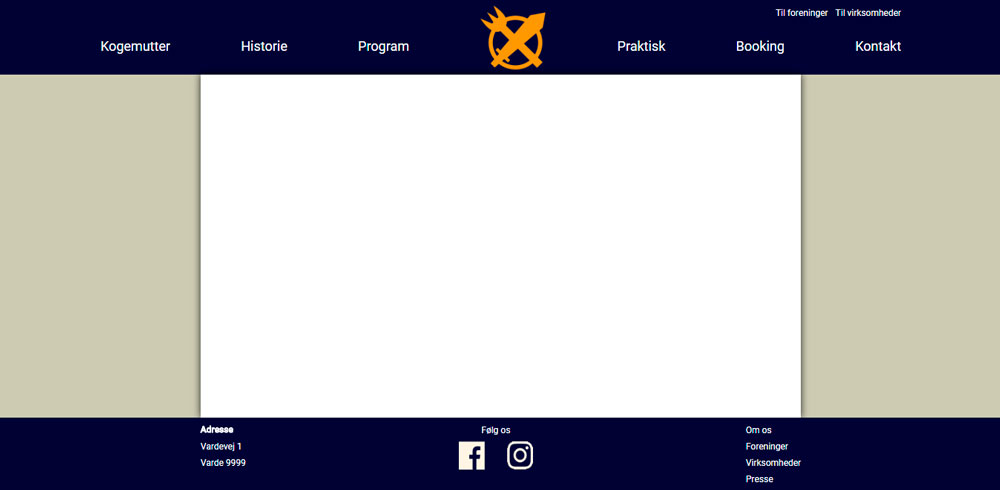 Til foreninger Til virksomheder
Kogemutter Historie Program Praktisk Booking Kontakt
Adresse
Vardevej 1
Varde 9999
Følg os
Om os
Foreninger
Virksomheder
Presse